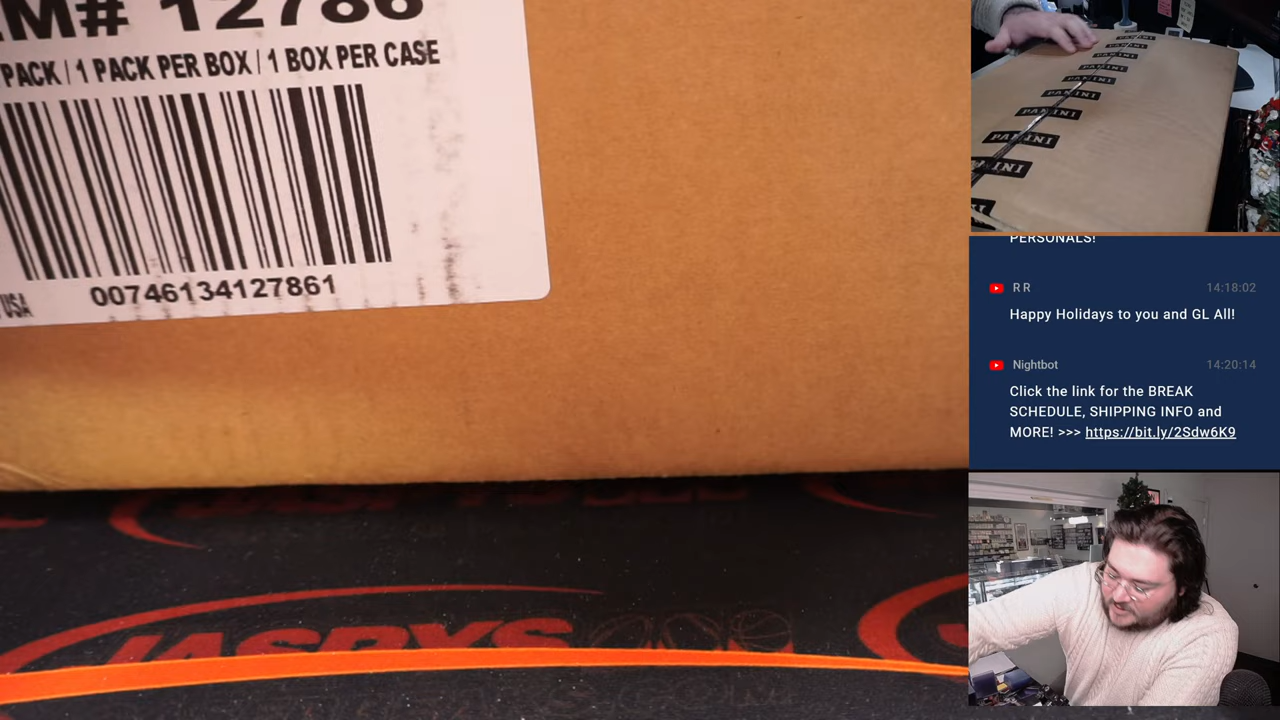 M# 12786
PACK / 1 PACK PER BOX / 1 BOX PER CASE
USA
00746134127861
JASPYS
PANINI
PANINI
PANINI
PANINI
PANINI
PANINI
PANINI
PANINI
PERSONALS!
R R 14:18:02
Happy Holidays to you and GL All!
Nightbot 14:20:14
Click the link for the BREAK
SCHEDULE, SHIPPING INFO and
MORE! >>> https://bit.ly/2Sdw6K9